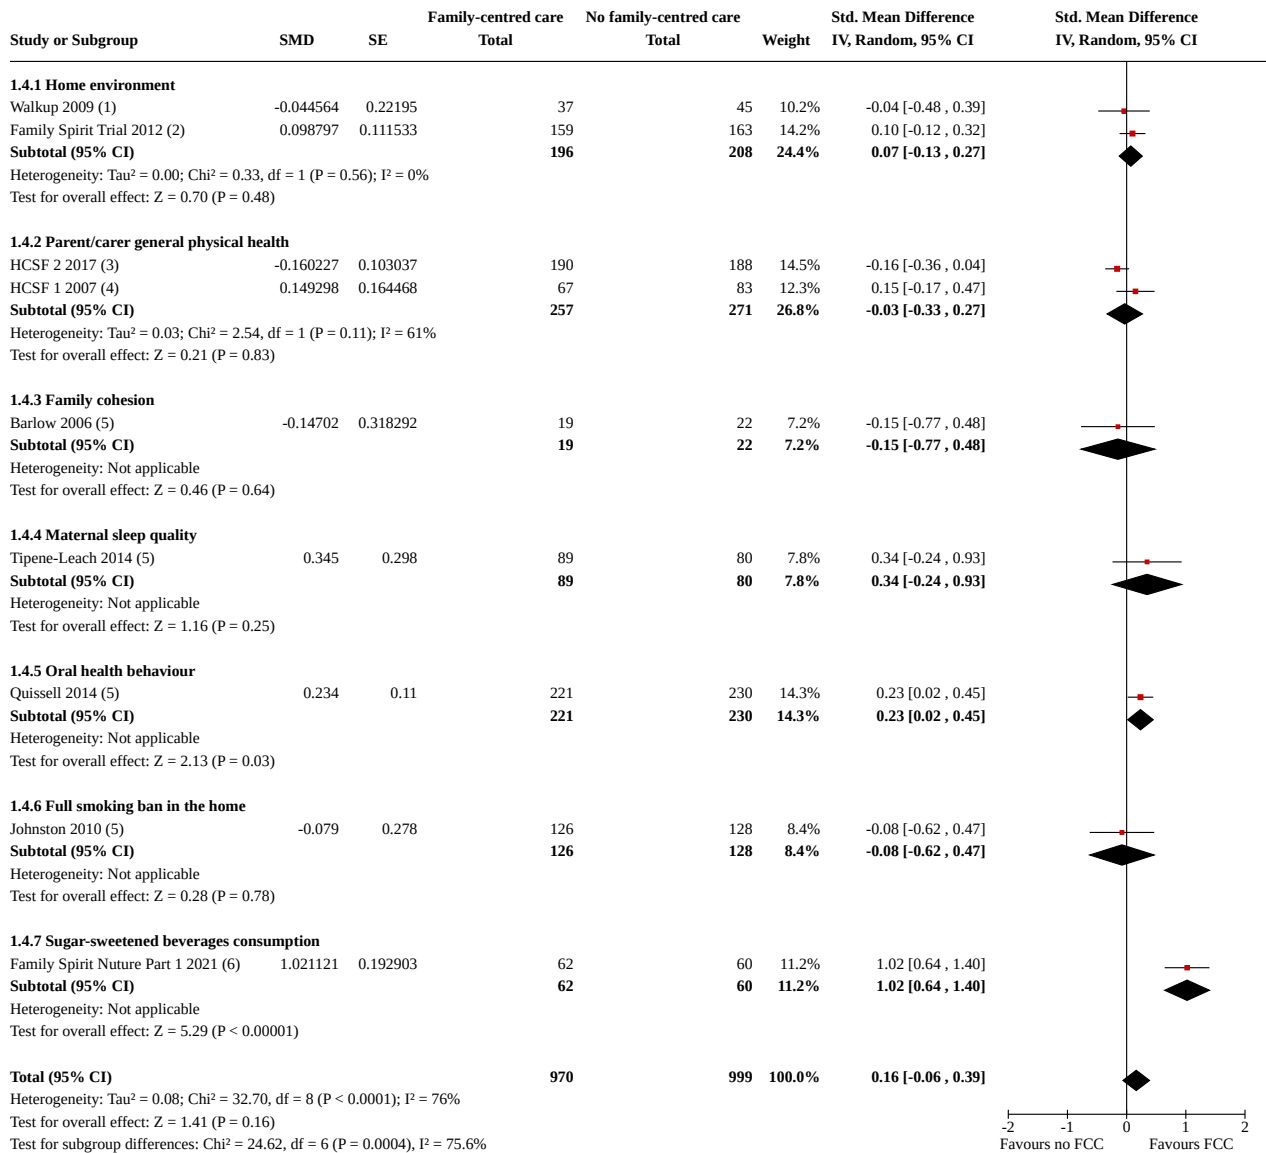 Family-centred care No family-centred care Std. Mean Difference Std. Mean Difference
Study or Subgroup SMD SE Total Total Weight IV, Random, 95% CI IV, Random, 95% CI
1.4.1 Home environment
Walkup 2009 (1) -0.044564 0.22195 37 45 10.2% -0.04 [-0.48 , 0.39]
Family Spirit Trial 2012 (2) 0.098797 0.111533 159 163 14.2% 0.10 [-0.12 , 0.32]
Subtotal (95% CI) 196 208 24.4% 0.07 [-0.13 , 0.27]
Heterogeneity: Tau² = 0.00; Chi² = 0.33, df = 1 (P = 0.56); I² = 0%
Test for overall effect: Z = 0.70 (P = 0.48)
1.4.2 Parent/carer general physical health
HCSF 2 2017 (3) -0.160227 0.103037 190 188 14.5% -0.16 [-0.36 , 0.04]
HCSF 1 2007 (4) 0.149298 0.164468 67 83 12.3% 0.15 [-0.17 , 0.47]
Subtotal (95% CI) 257 271 26.8% -0.03 [-0.33 , 0.27]
Heterogeneity: Tau² = 0.03; Chi² = 2.54, df = 1 (P = 0.11); I² = 61%
Test for overall effect: Z = 0.21 (P = 0.83)
1.4.3 Family cohesion
Barlow 2006 (5) -0.14702 0.318292 19 22 7.2% -0.15 [-0.77 , 0.48]
Subtotal (95% CI) 19 22 7.2% -0.15 [-0.77 , 0.48]
Heterogeneity: Not applicable
Test for overall effect: Z = 0.46 (P = 0.64)
1.4.4 Maternal sleep quality
Tipene-Leach 2014 (5) 0.345 0.298 89 80 7.8% 0.34 [-0.24 , 0.93]
Subtotal (95% CI) 89 80 7.8% 0.34 [-0.24 , 0.93]
Heterogeneity: Not applicable
Test for overall effect: Z = 1.16 (P = 0.25)
1.4.5 Oral health behaviour
Quissell 2014 (5) 0.234 0.11 221 230 14.3% 0.23 [0.02 , 0.45]
Subtotal (95% CI) 221 230 14.3% 0.23 [0.02 , 0.45]
Heterogeneity: Not applicable
Test for overall effect: Z = 2.13 (P = 0.03)
1.4.6 Full smoking ban in the home
Johnston 2010 (5) -0.079 0.278 126 128 8.4% -0.08 [-0.62 , 0.47]
Subtotal (95% CI) 126 128 8.4% -0.08 [-0.62 , 0.47]
Heterogeneity: Not applicable
Test for overall effect: Z = 0.28 (P = 0.78)
1.4.7 Sugar-sweetened beverages consumption
Family Spirit Nuture Part 1 2021 (6) 1.021121 0.192903 62 60 11.2% 1.02 [0.64 , 1.40]
Subtotal (95% CI) 62 60 11.2% 1.02 [0.64 , 1.40]
Heterogeneity: Not applicable
Test for overall effect: Z = 5.29 (P < 0.00001)
Total (95% CI) 970 999 100.0% 0.16 [-0.06 , 0.39]
Heterogeneity: Tau² = 0.08; Chi² = 32.70, df = 8 (P < 0.0001); I² = 76%
Test for overall effect: Z = 1.41 (P = 0.16)
-2 -1 0 1 2
Test for subgroup differences: Chi² = 24.62, df = 6 (P = 0.0004), I² = 75.6% Favours no FCC Favours FCC